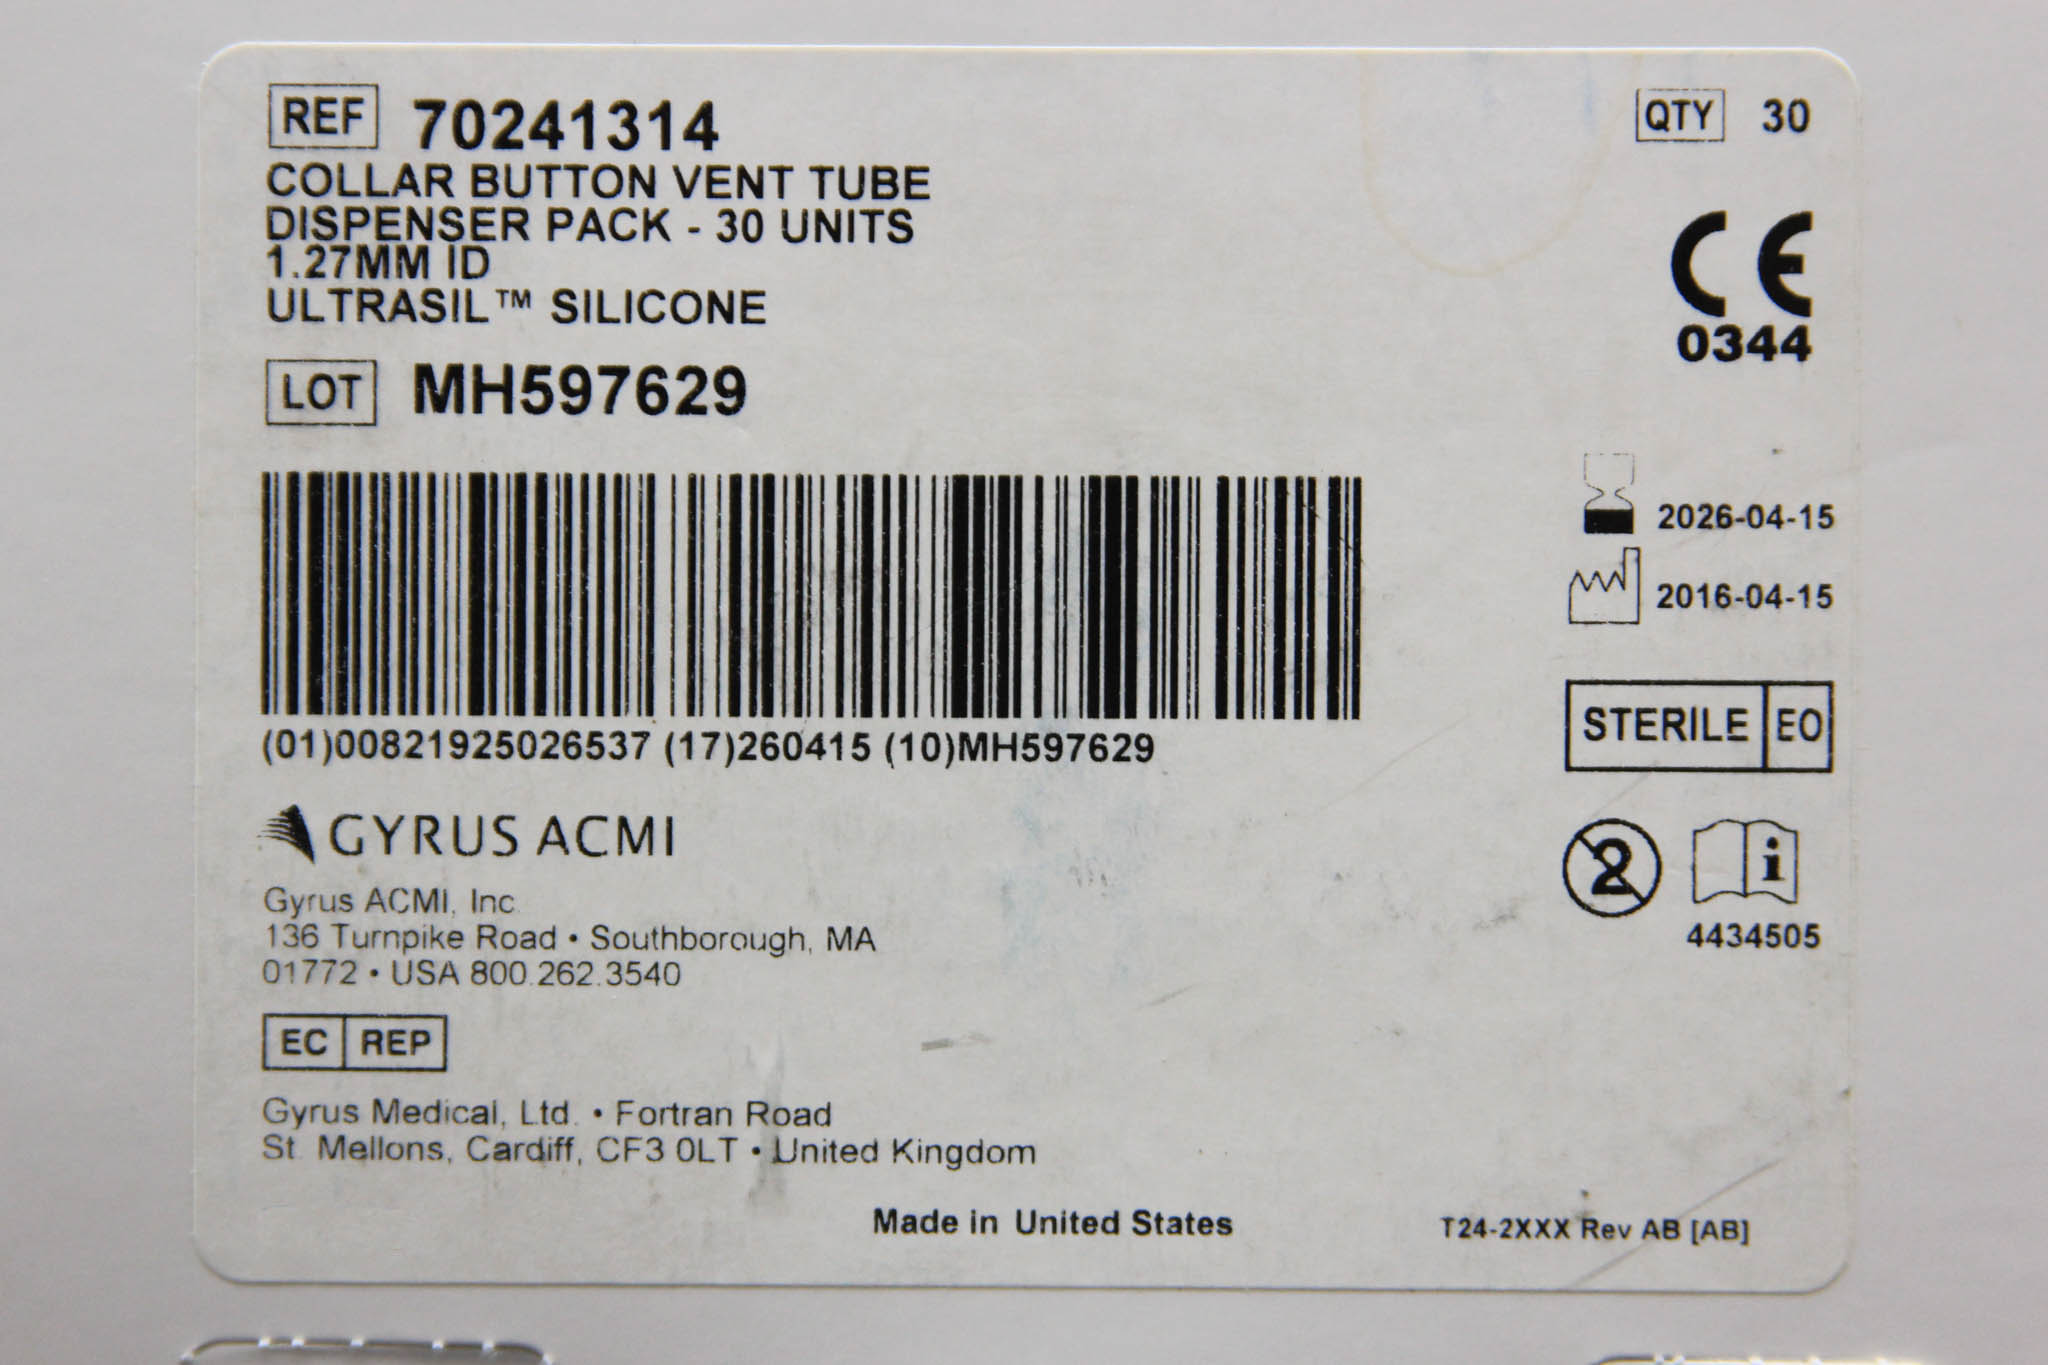 REF 70241314
QTY 30
COLLAR BUTTON VENT TUBE
DISPENSER PACK - 30 UNITS
1.27MM ID
ULTRASIL™ SILICONE
CE
0344
LOT MH597629
2026-04-15
2016-04-15
(01)00821925026537 (17)260415 (10)MH597629
STERILE EO
GYRUS ACMI
2
i
4434505
Gyrus ACMI, Inc.
136 Turnpike Road • Southborough, MA
01772 • USA 800.262.3540
EC REP
Gyrus Medical, Ltd. • Fortran Road
St. Mellons, Cardiff, CF3 0LT • United Kingdom
Made in United States
T24-2XXX Rev AB [AB]